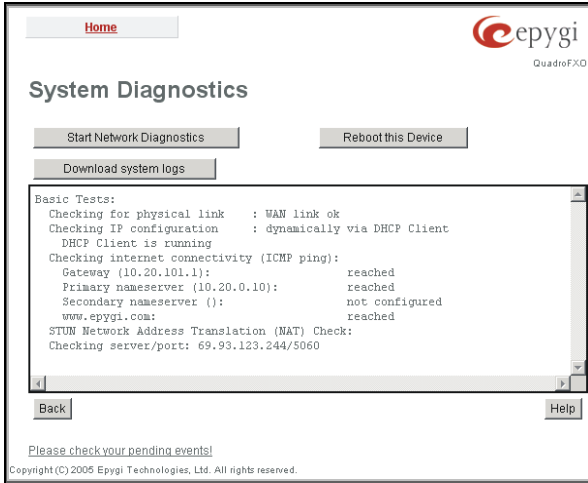 Home
epygi
QuadroFXO
System Diagnostics
Start Network Diagnostics
Reboot this Device
Download system logs
Basic Tests:
Checking for physical link : WAN link ok
Checking IP configuration : dynamically via DHCP Client
DHCP Client is running
Checking internet connectivity (ICMP ping):
Gateway (10.20.101.1): reached
Primary nameserver (10.20.0.10): reached
Secondary nameserver (): not configured
www.epygi.com: reached
STUN Network Address Translation (NAT) Check:
Checking server/port: 69.93.123.244/5060
Back
Help
Please check your pending events!
Copyright (C) 2005 Epygi Technologies, Ltd. All rights reserved.